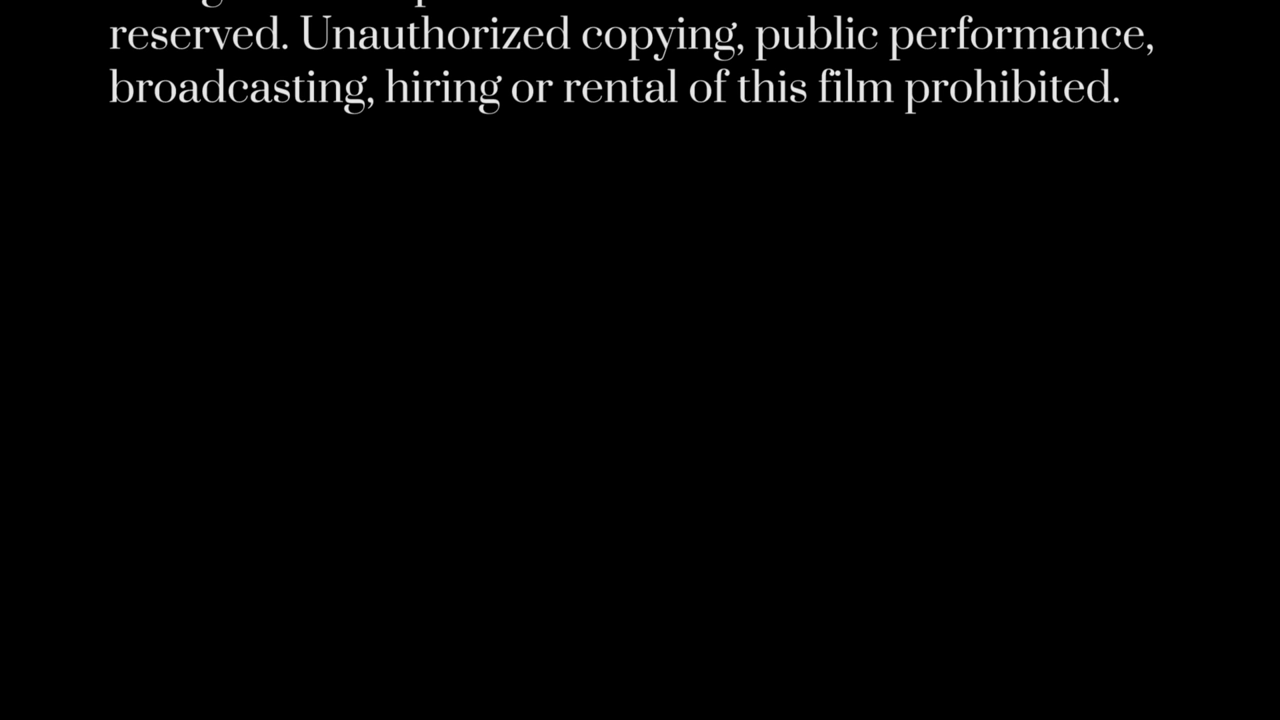 reserved. Unauthorized copying, public performance,
broadcasting, hiring or rental of this film prohibited.